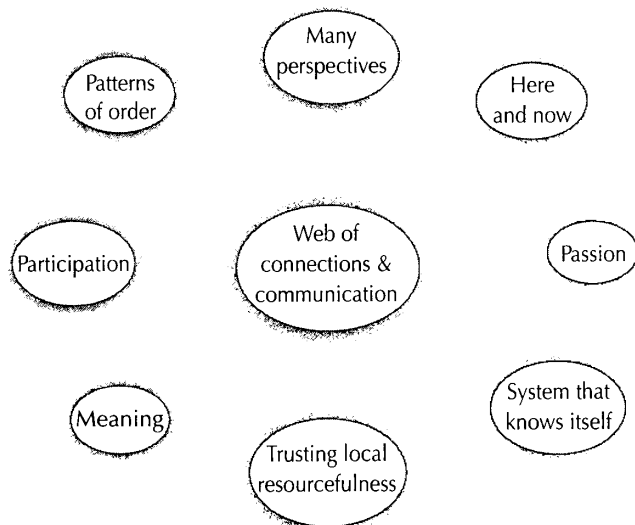 Many
perspectives
Patterns
of order
Here
and now
Participation
Web of
connections &
communication
Passion
Meaning
System that
knows itself
Trusting local
resourcefulness